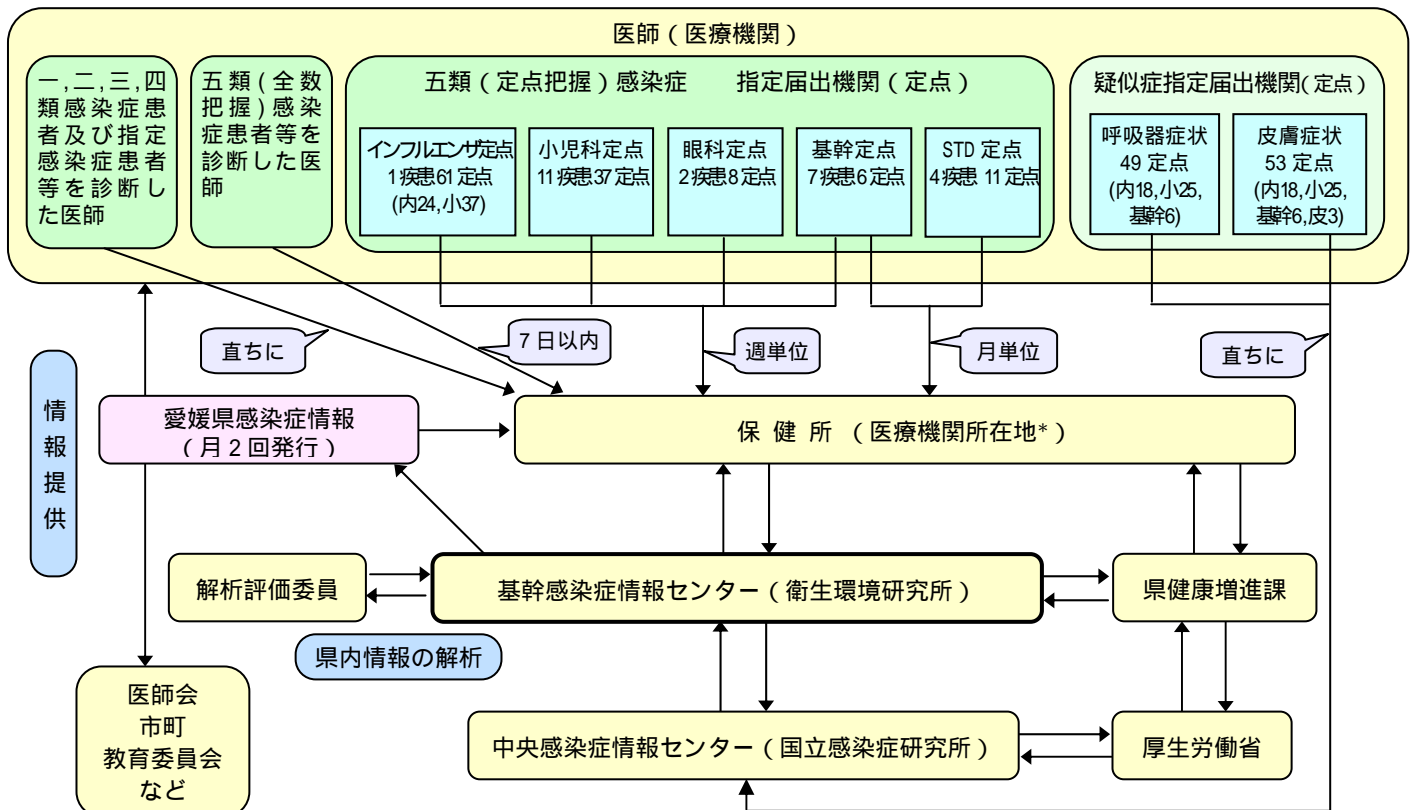 医師（医療機関）
一,二,三,四
類感染症患
者及び指定
感染症患者
等を診断し
た医師
五類（全数
把握）感染
症患者等を
診断した医
師
五類（定点把握）感染症　　指定届出機関（定点）
インフルエンザ定点
1疾患61定点
(内24,小37)
小児科定点
11疾患37定点
眼科定点
2疾患8定点
基幹定点
7疾患6定点
STD 定点
4疾患 11定点
疑似症指定届出機関(定点）
呼吸器症状
49 定点
(内18,小25,
基幹6)
皮膚症状
53 定点
(内18,小25,
基幹6,皮3)
直ちに
７日以内
週単位
月単位
直ちに
情報提供
愛媛県感染症情報
（月２回発行）
保 健 所 （医療機関所在地*）
解析評価委員
基幹感染症情報センター（衛生環境研究所）
県健康増進課
県内情報の解析
医師会
市町
教育委員会
など
中央感染症情報センター（国立感染症研究所）
厚生労働省